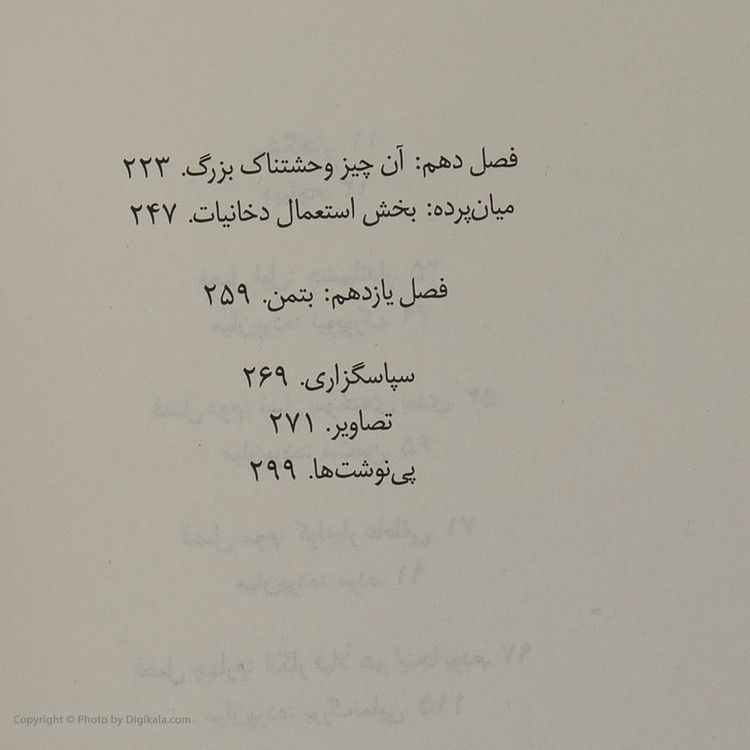 فصل دهم: آن چیز وحشتناک بزرگ. ۲۲۳
میان‌پرده: بخش استعمال دخانیات. ۲۴۷
فصل یازدهم: بتمن. ۲۵۹
سپاسگزاری. ۲۶۹
تصاویر. ۲۷۱
پی‌نوشت‌ها. ۲۹۹
Copyright © Photo by Digikala.com